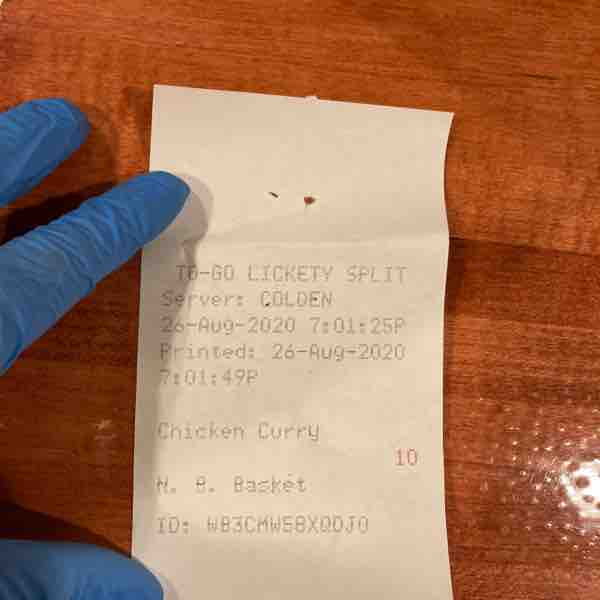 TO-GO LICKETY SPLIT
Server: COLDEN
26-Aug-2020 7:01:25P
Printed: 26-Aug-2020
7:01:49P
Chicken Curry
10
N. B. Basket
ID: